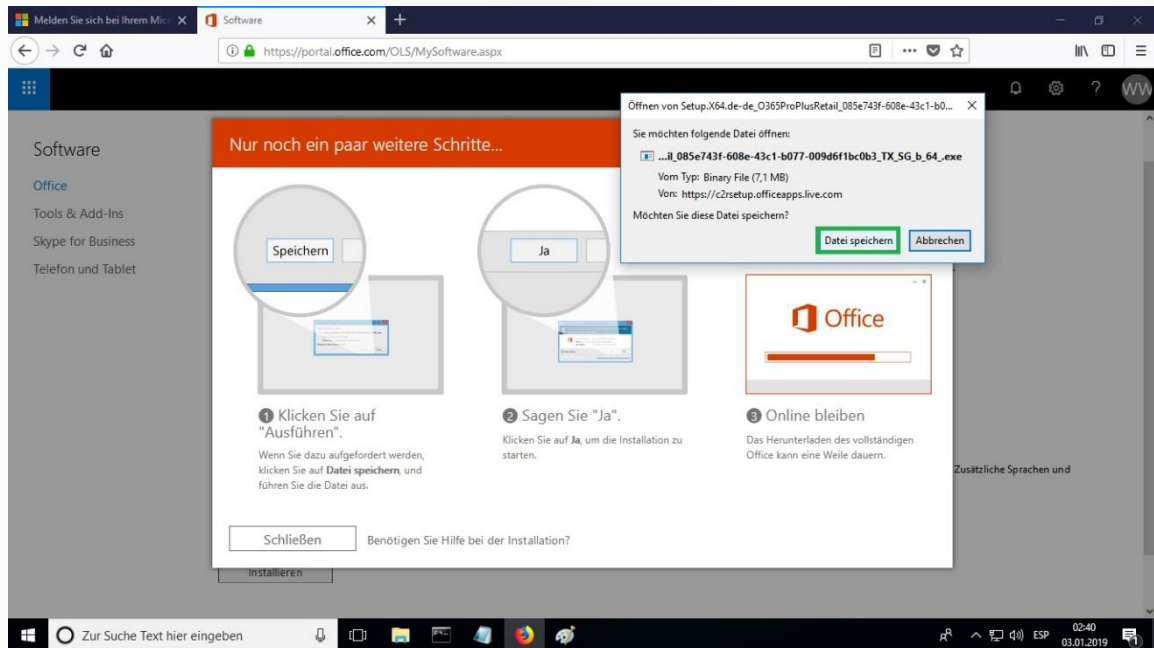 Melden Sie sich bei Ihrem Micr
Software
https://portal.office.com/OLS/MySoftware.aspx
WW
Software
Office
Tools & Add-Ins
Skype for Business
Telefon und Tablet
Nur noch ein paar weitere Schritte...
Öffnen von Setup.X64.de-de_O365ProPlusRetail_085e743f-608e-43c1-b0...
Sie möchten folgende Datei öffnen:
...il_085e743f-608e-43c1-b077-009d6f1bc0b3_TX_SG_b_64_.exe
Vom Typ: Binary File (7,1 MB)
Von: https://c2rsetup.officeapps.live.com
Möchten Sie diese Datei speichern?
Datei speichern
Abbrechen
Speichern
Ja
Office
1 Klicken Sie auf
"Ausführen".
Wenn Sie dazu aufgefordert werden,
klicken Sie auf Datei speichern, und
führen Sie die Datei aus.
2 Sagen Sie "Ja".
Klicken Sie auf Ja, um die Installation zu
starten.
3 Online bleiben
Das Herunterladen des vollständigen
Office kann eine Weile dauern.
Zusätzliche Sprachen und
Schließen
Benötigen Sie Hilfe bei der Installation?
Installieren
Zur Suche Text hier eingeben
ESP
02:40
03.01.2019